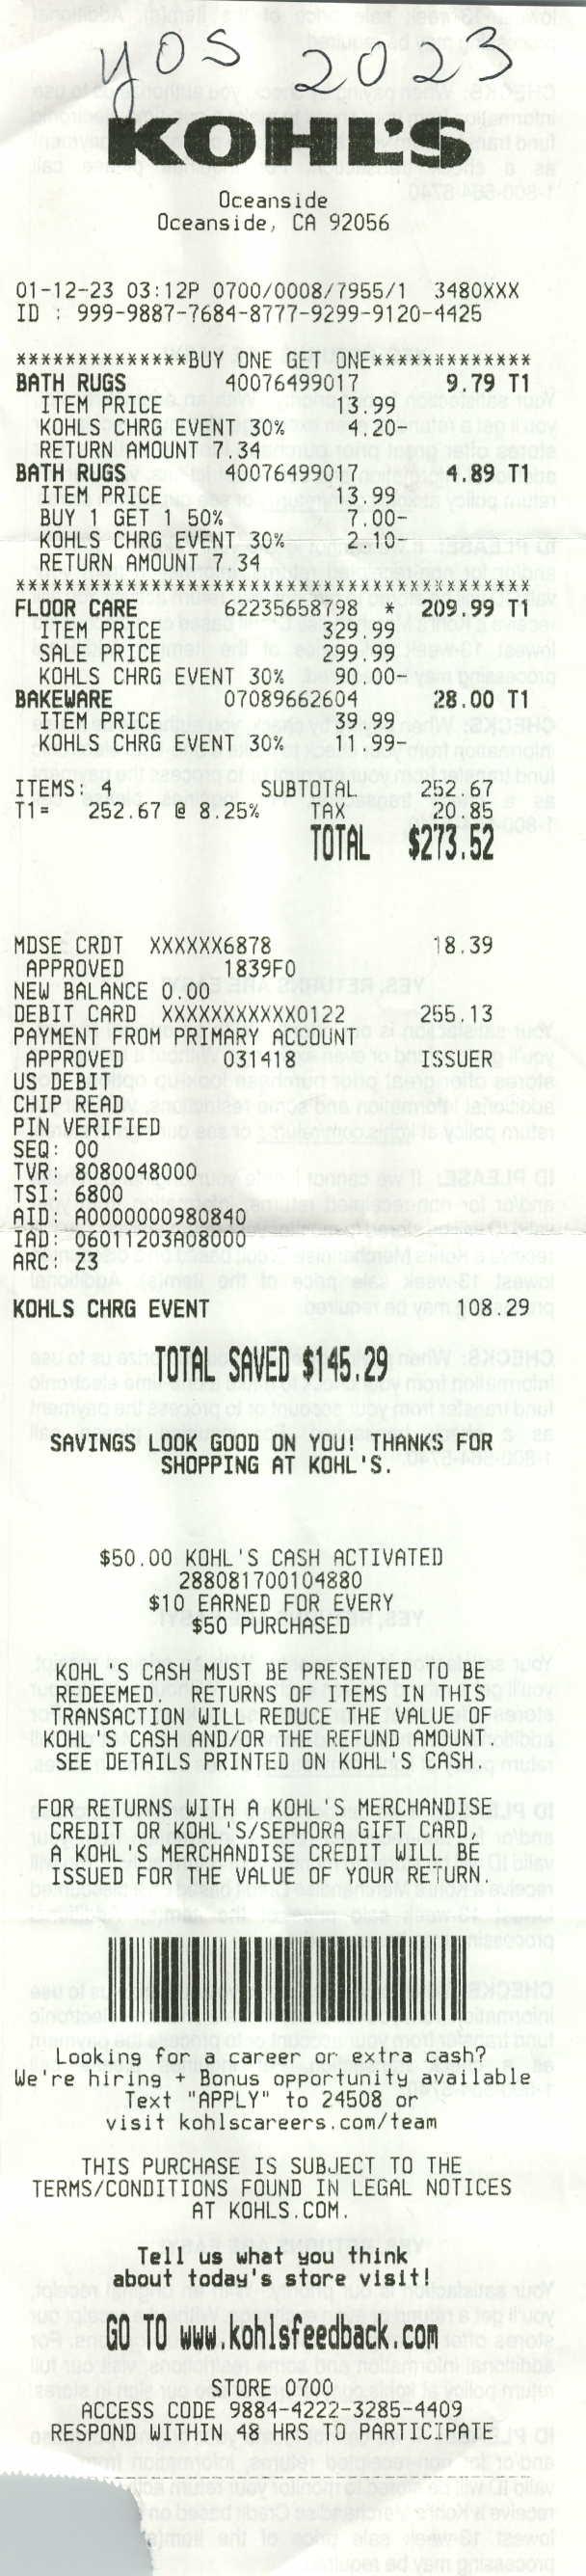 YOS 2023
KOHL'S
Oceanside
Oceanside, CA 92056
01-12-23 03:12P 0700/0008/7955/1 3480XXX
ID : 999-9887-7684-8777-9299-9120-4425
**************BUY ONE GET ONE*************
BATH RUGS 40076499017 9.79 T1
ITEM PRICE 13.99
KOHLS CHRG EVENT 30% 4.20-
RETURN AMOUNT 7.34
BATH RUGS 40076499017 4.89 T1
ITEM PRICE 13.99
BUY 1 GET 1 50% 7.00-
KOHLS CHRG EVENT 30% 2.10-
RETURN AMOUNT 7.34
******************************************
FLOOR CARE 62235658798 * 209.99 T1
ITEM PRICE 329.99
SALE PRICE 299.99
KOHLS CHRG EVENT 30% 90.00-
BAKEWARE 07089662604 28.00 T1
ITEM PRICE 39.99
KOHLS CHRG EVENT 30% 11.99-
ITEMS: 4 SUBTOTAL 252.67
T1= 252.67 @ 8.25% TAX 20.85
TOTAL $273.52
MDSE CRDT XXXXXX6878 18.39
APPROVED 1839F0
NEW BALANCE 0.00
DEBIT CARD XXXXXXXXXXXX0122 255.13
PAYMENT FROM PRIMARY ACCOUNT
APPROVED 031418 ISSUER
US DEBIT
CHIP READ
PIN VERIFIED
SEQ: 00
TVR: 8080048000
TSI: 6800
AID: A0000000980840
IAD: 06011203A08000
ARC: Z3
KOHLS CHRG EVENT 108.29
TOTAL SAVED $145.29
SAVINGS LOOK GOOD ON YOU! THANKS FOR
SHOPPING AT KOHL'S.
$50.00 KOHL'S CASH ACTIVATED
288081700104880
$10 EARNED FOR EVERY
$50 PURCHASED
KOHL'S CASH MUST BE PRESENTED TO BE
REDEEMED. RETURNS OF ITEMS IN THIS
TRANSACTION WILL REDUCE THE VALUE OF
KOHL'S CASH AND/OR THE REFUND AMOUNT.
SEE DETAILS PRINTED ON KOHL'S CASH.
FOR RETURNS WITH A KOHL'S MERCHANDISE
CREDIT OR KOHL'S/SEPHORA GIFT CARD,
A KOHL'S MERCHANDISE CREDIT WILL BE
ISSUED FOR THE VALUE OF YOUR RETURN.
Looking for a career or extra cash?
We're hiring + Bonus opportunity available
Text "APPLY" to 24508 or
visit kohlscareers.com/team
THIS PURCHASE IS SUBJECT TO THE
TERMS/CONDITIONS FOUND IN LEGAL NOTICES
AT KOHLS.COM.
Tell us what you think
about today's store visit!
GO TO www.kohlsfeedback.com
STORE 0700
ACCESS CODE 9884-4222-3285-4409
RESPOND WITHIN 48 HRS TO PARTICIPATE